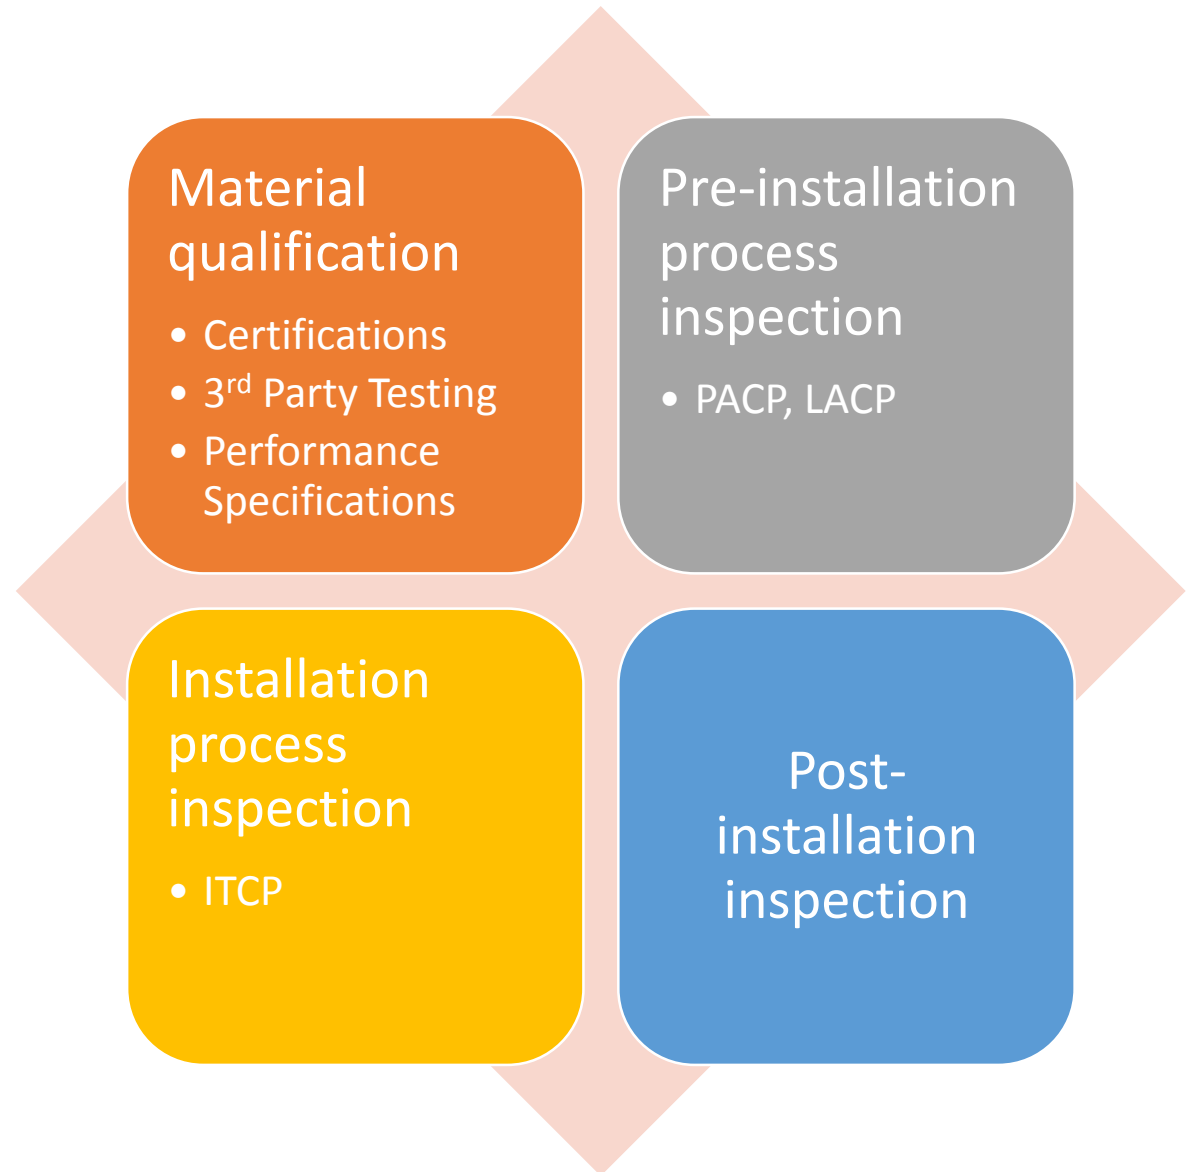 Material
qualification
• Certifications
• 3rd Party Testing
• Performance
Specifications
Pre-installation
process
inspection
• PACP, LACP
Installation
process
inspection
• ITCP
Post-
installation
inspection